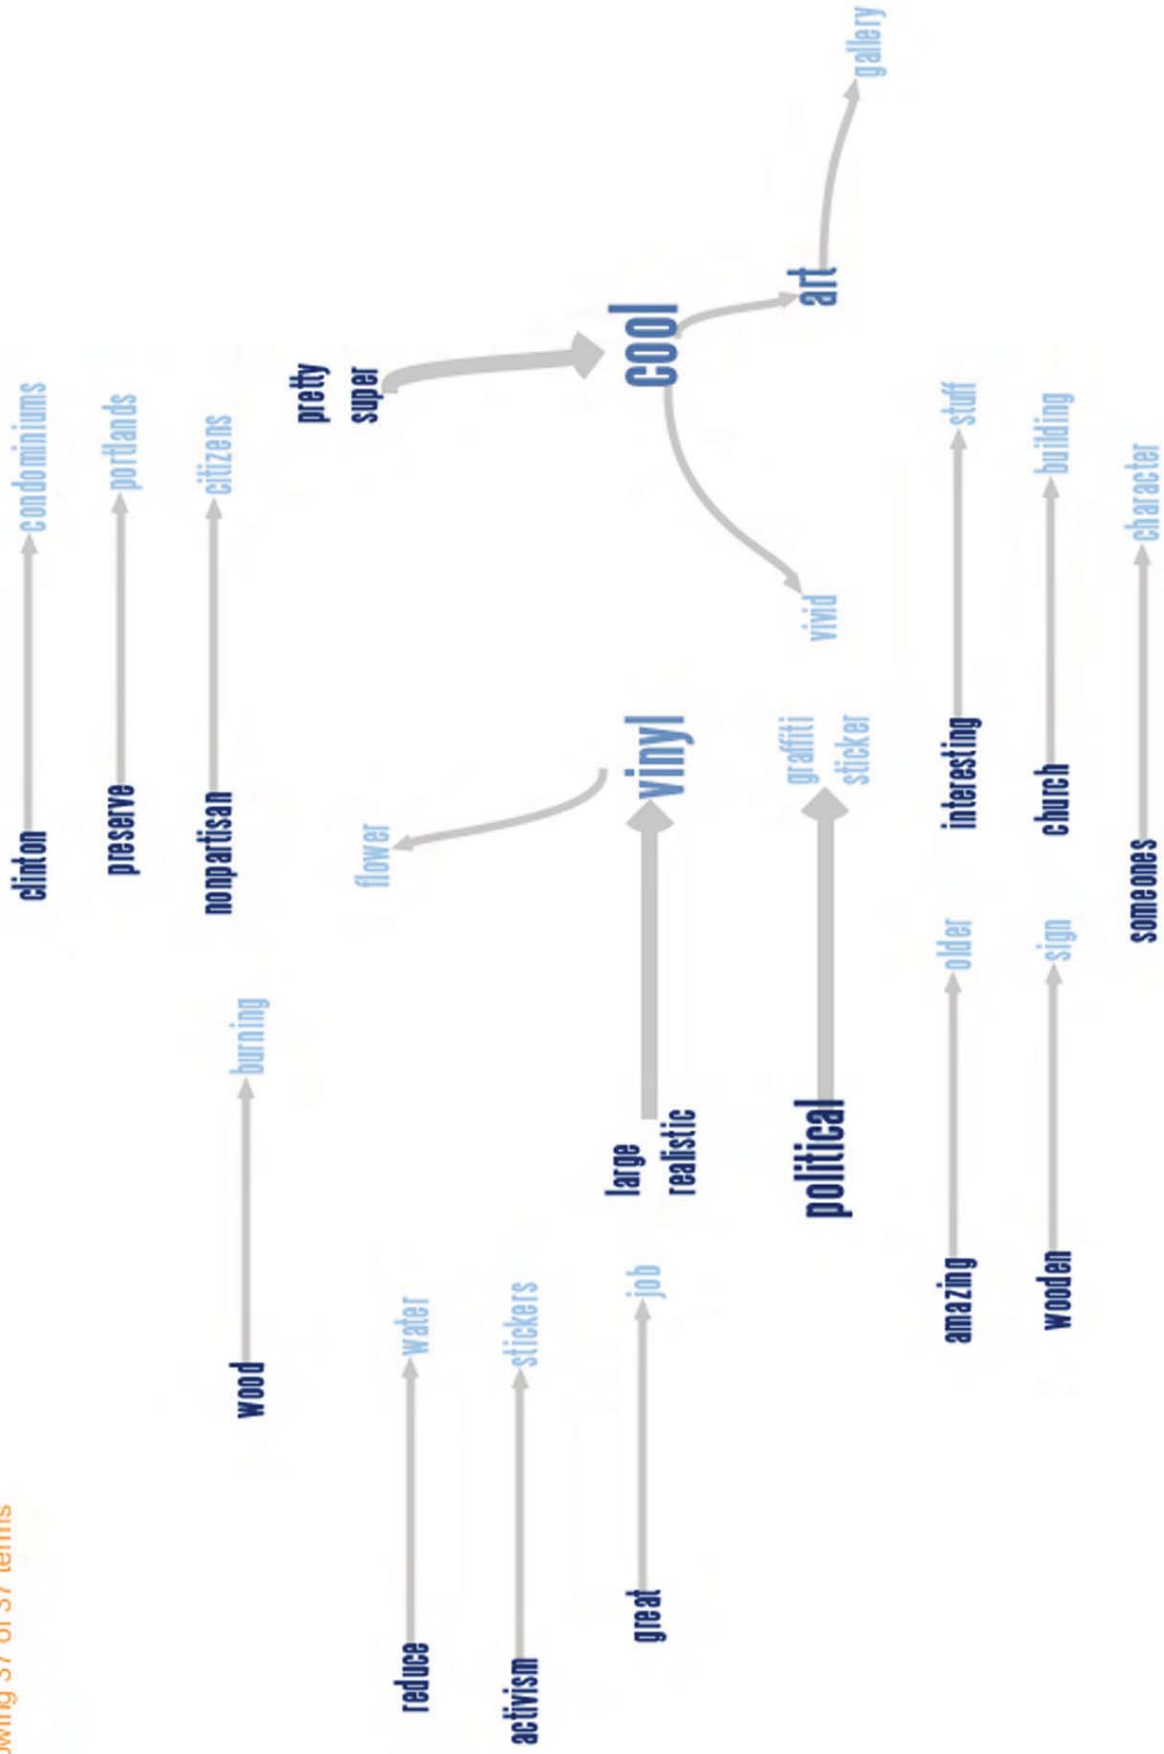 wing 37 of 37 terms
clinton condominiums
preserve portlands
nonpartisan citizens
wood burning
pretty
super
flower
reduce water
activism stickers
large
realistic
vinyl
cool
great job
political
graffiti
sticker
vivid
art
gallery
amazing older
interesting stuff
wooden sign
church building
someones character